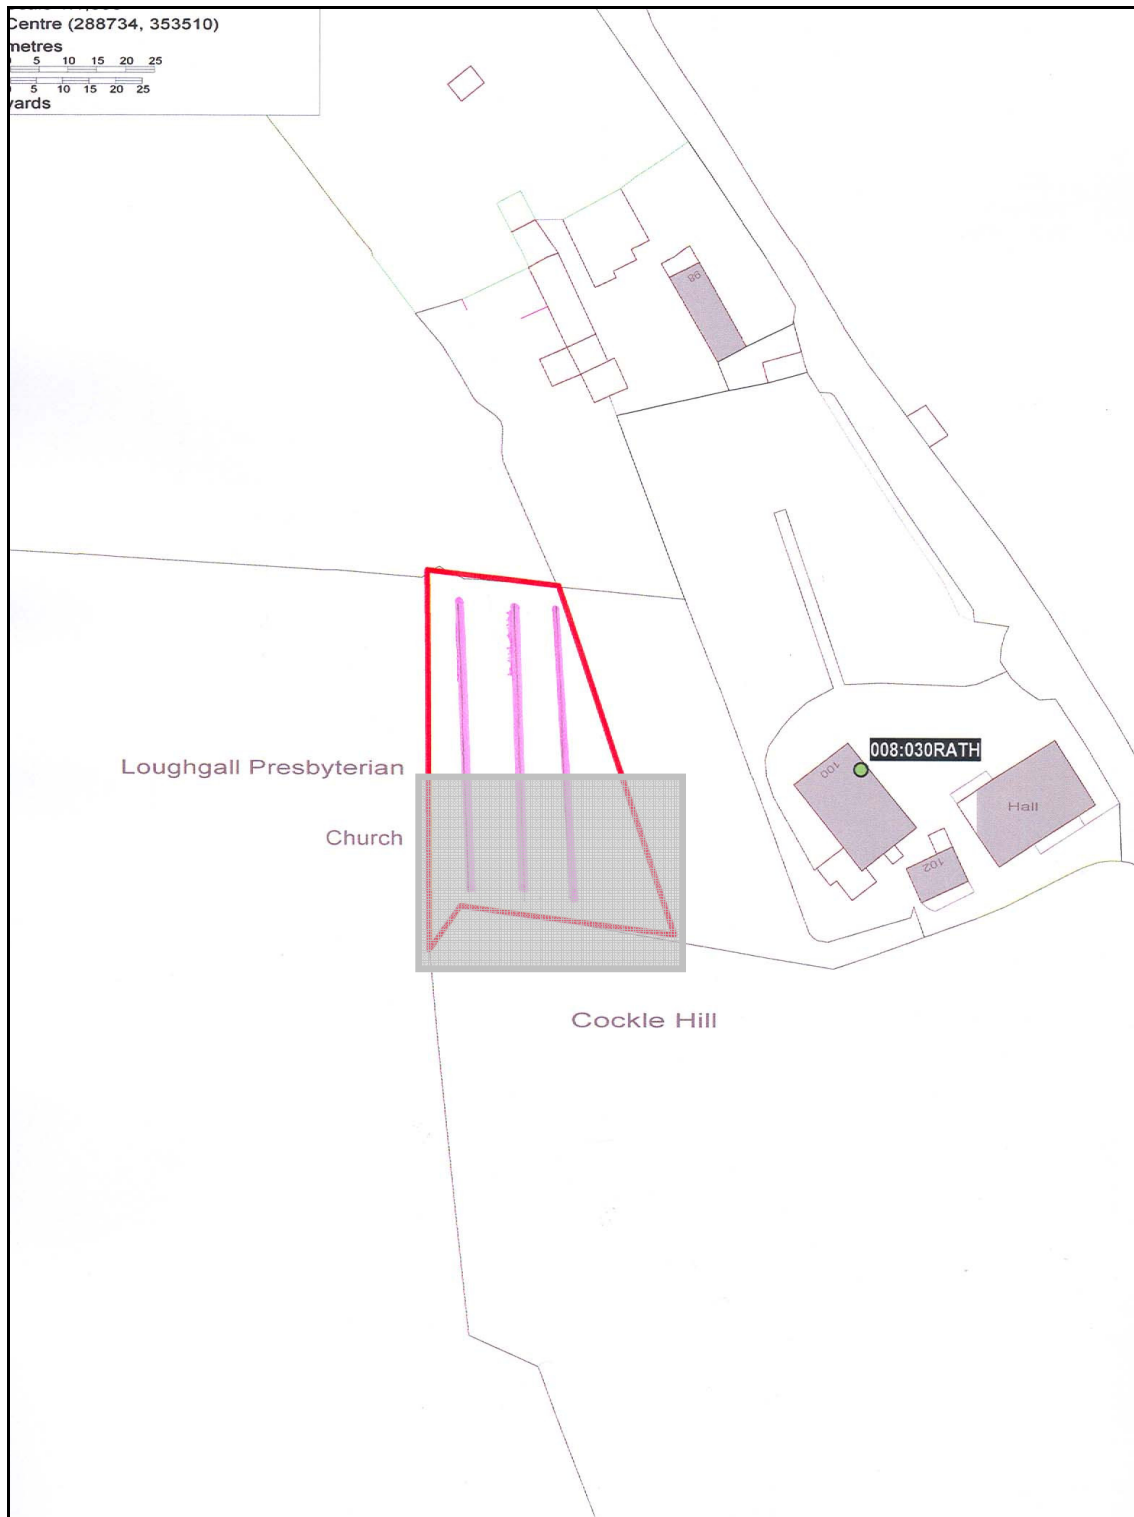 Centre (288734, 353510)
metres
5 10 15 20 25
5 10 15 20 25
yards
98
008:030RATH
100
Loughgall Presbyterian
Hall
Church
102
Cockle Hill